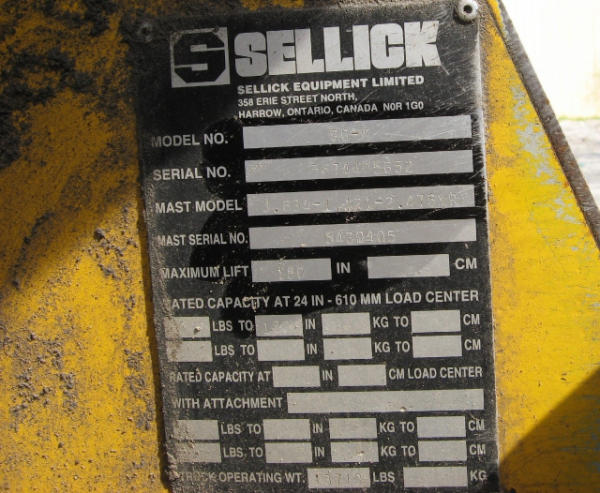 S SELLICK
SELLICK EQUIPMENT LIMITED
358 ERIE STREET NORTH,
HARROW, ONTARIO, CANADA N0R 1G0
MODEL NO.
SERIAL NO.
MAST MODEL
MAST SERIAL NO. 
MAXIMUM LIFT 180 IN CM
RATED CAPACITY AT 24 IN - 610 MM LOAD CENTER
LBS TO IN KG TO CM
LBS TO IN KG TO CM
RATED CAPACITY AT IN CM LOAD CENTER
WITH ATTACHMENT
LBS TO IN KG TO CM
LBS TO IN KG TO CM
TRUCK OPERATING WT. LBS KG